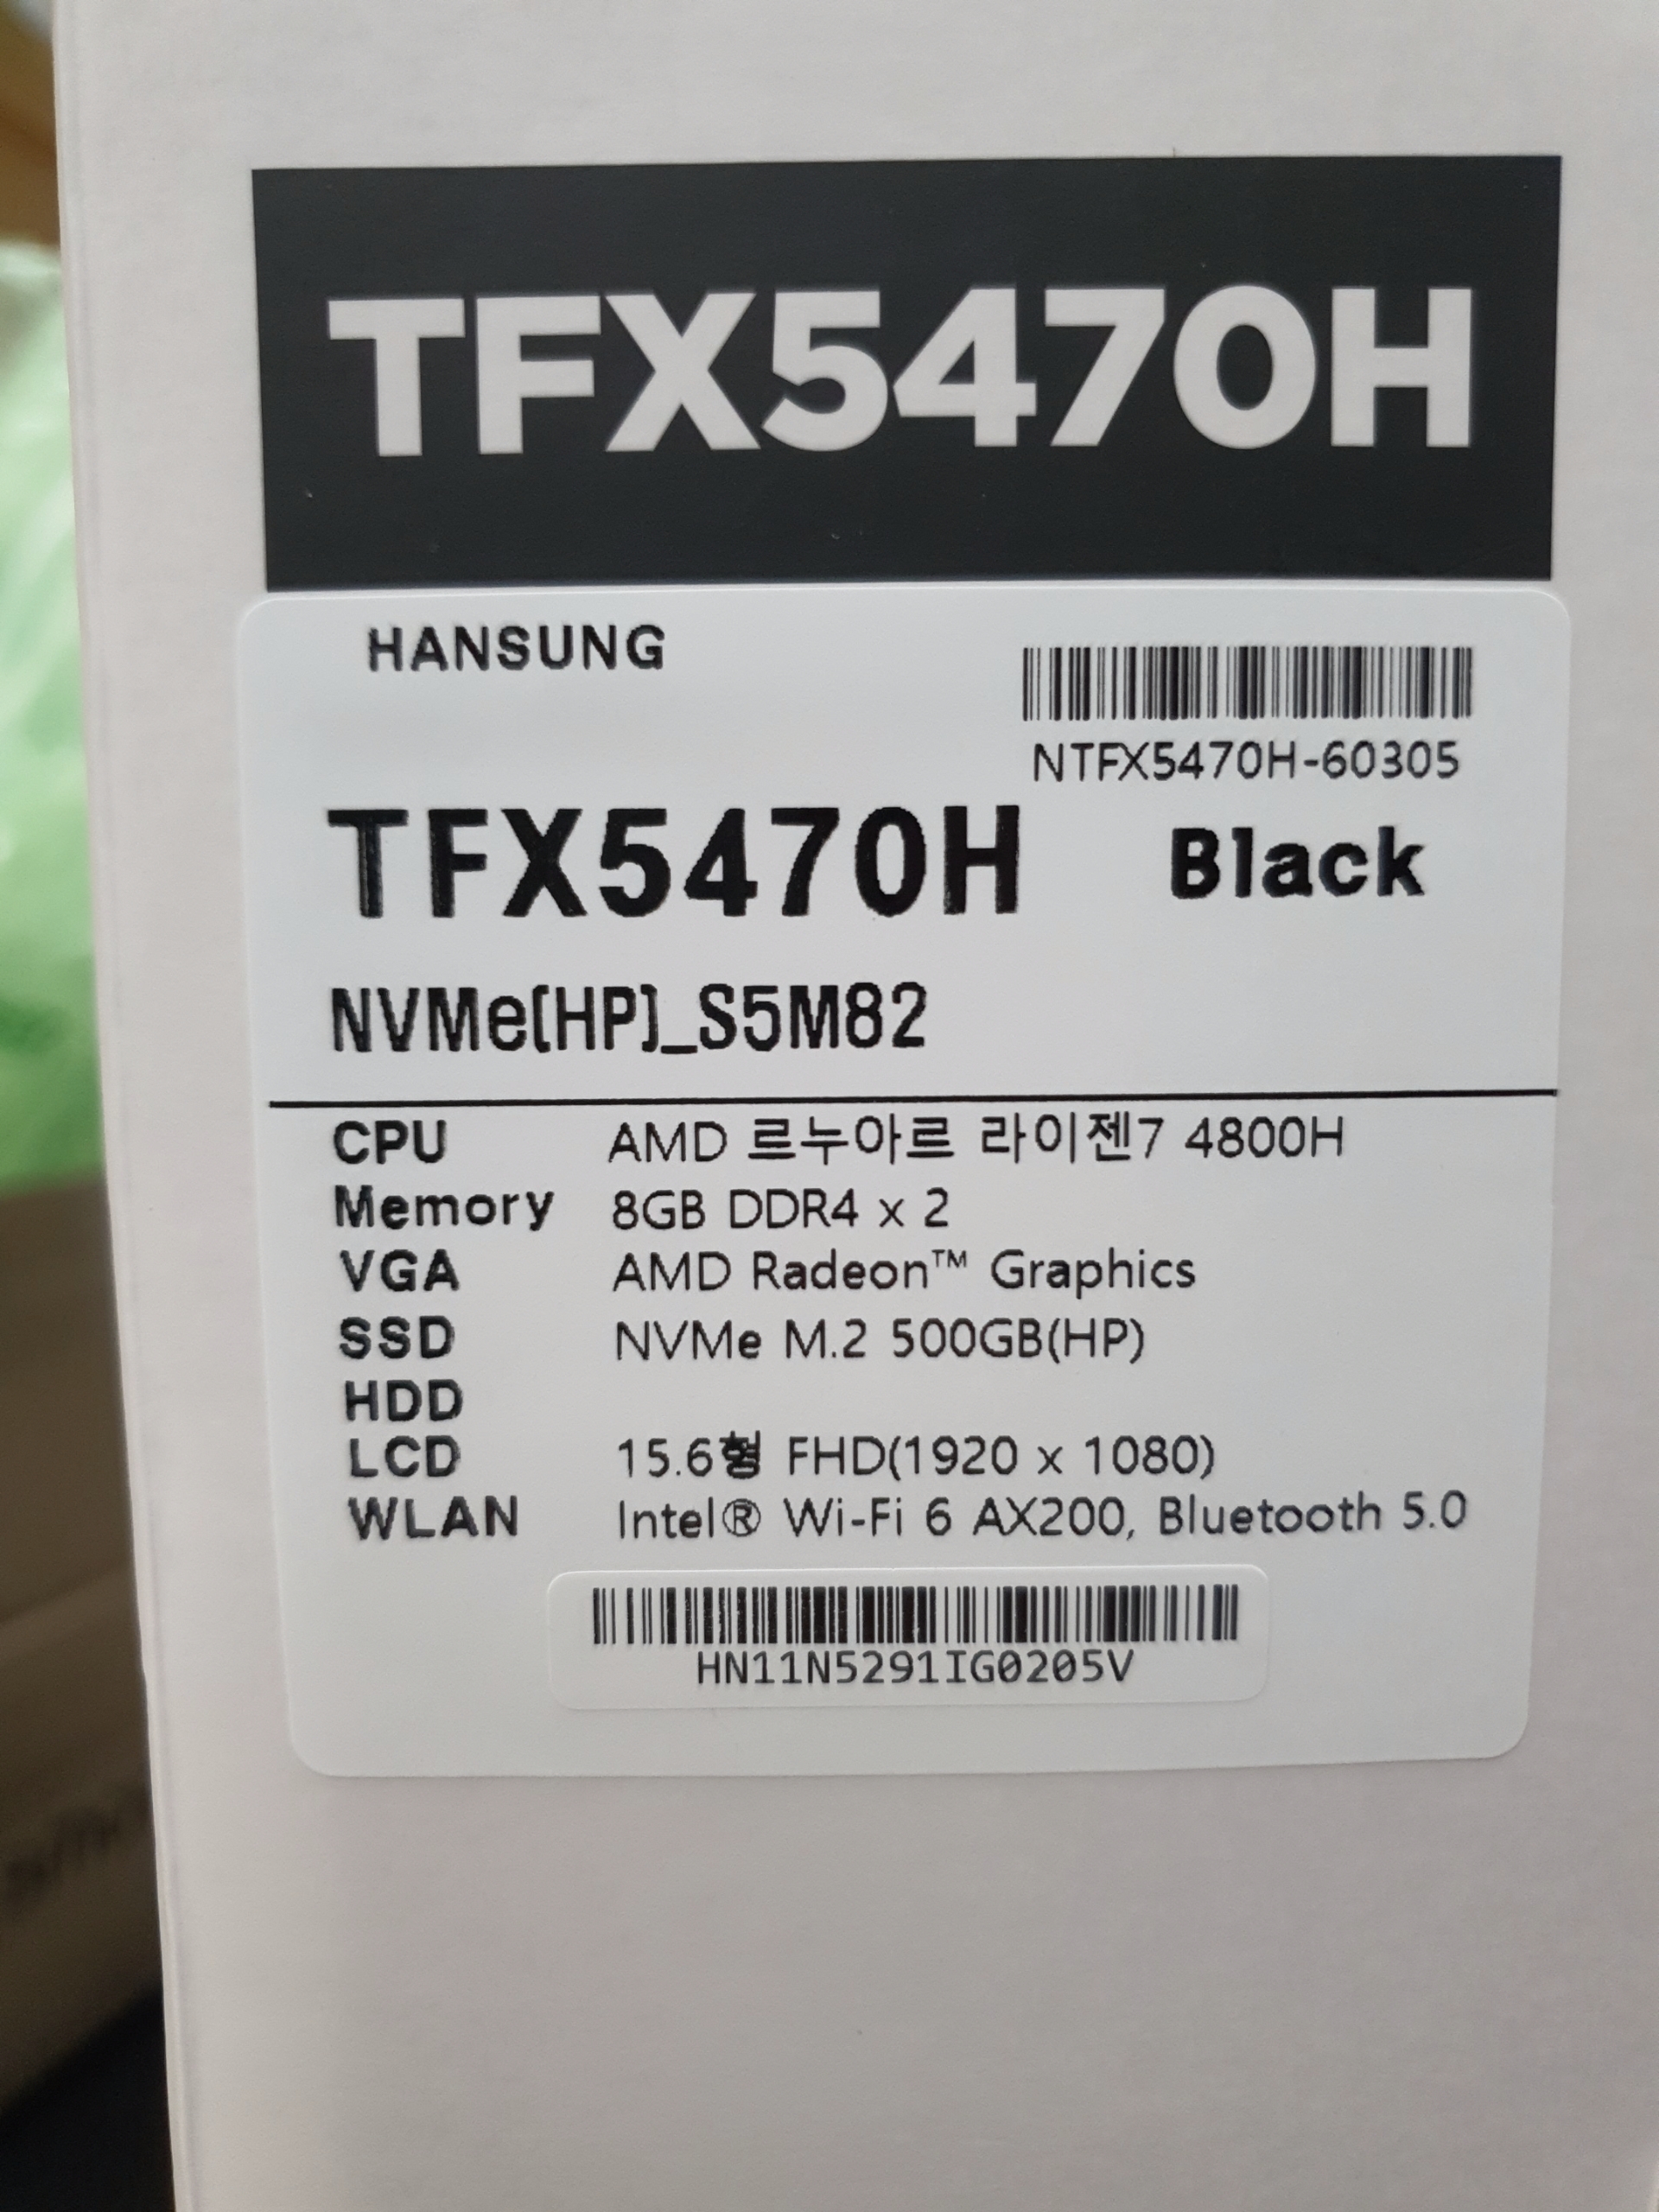 TFX5470H
HANSUNG
NTFX5470H-60305
TFX5470H Black
NVMe(HP)_S5M82
CPU AMD 르누아르 라이젠7 4800H
Memory 8GB DDR4 x 2
VGA AMD Radeon™ Graphics
SSD NVMe M.2 500GB(HP)
HDD
LCD 15.6형 FHD(1920 x 1080)
WLAN Intel® Wi-Fi 6 AX200, Bluetooth 5.0
HN11N5291IG0205V